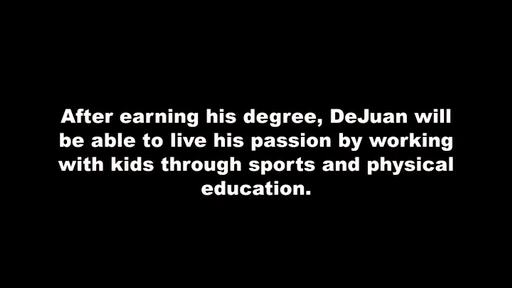 After earning his degree, DeJuan will
be able to live his passion by working
with kids through sports and physical
education.